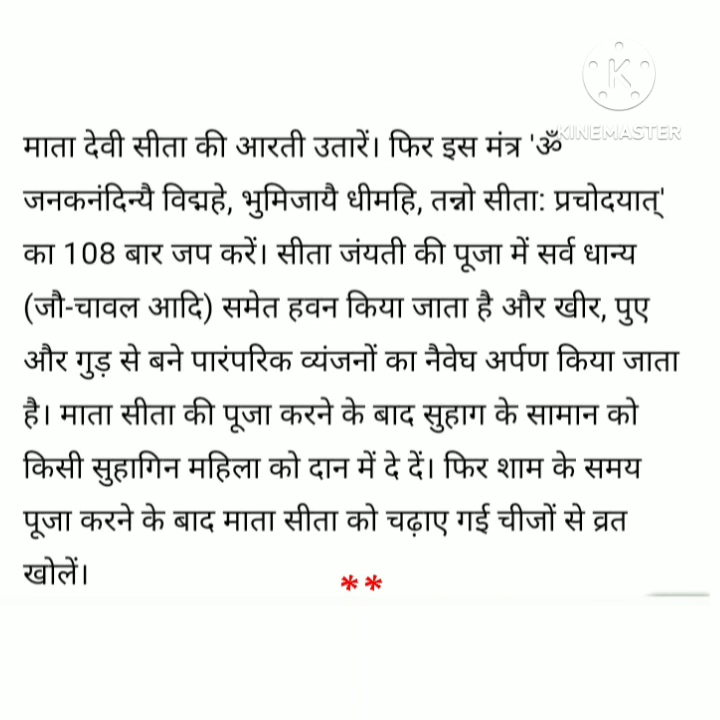 K
KINEMASTER
माता देवी सीता की आरती उतारें। फिर इस मंत्र 'ॐ
जनकनंदिन्यै विद्महे, भुमिजायै धीमहि, तन्नो सीता: प्रचोदयात्'
का 108 बार जप करें। सीता जंयती की पूजा में सर्व धान्य
(जौ-चावल आदि) समेत हवन किया जाता है और खीर, पुए
और गुड़ से बने पारंपरिक व्यंजनों का नैवेघ अर्पण किया जाता
है। माता सीता की पूजा करने के बाद सुहाग के सामान को
किसी सुहागिन महिला को दान में दे दें। फिर शाम के समय
पूजा करने के बाद माता सीता को चढ़ाए गई चीजों से व्रत
खोलें।
**